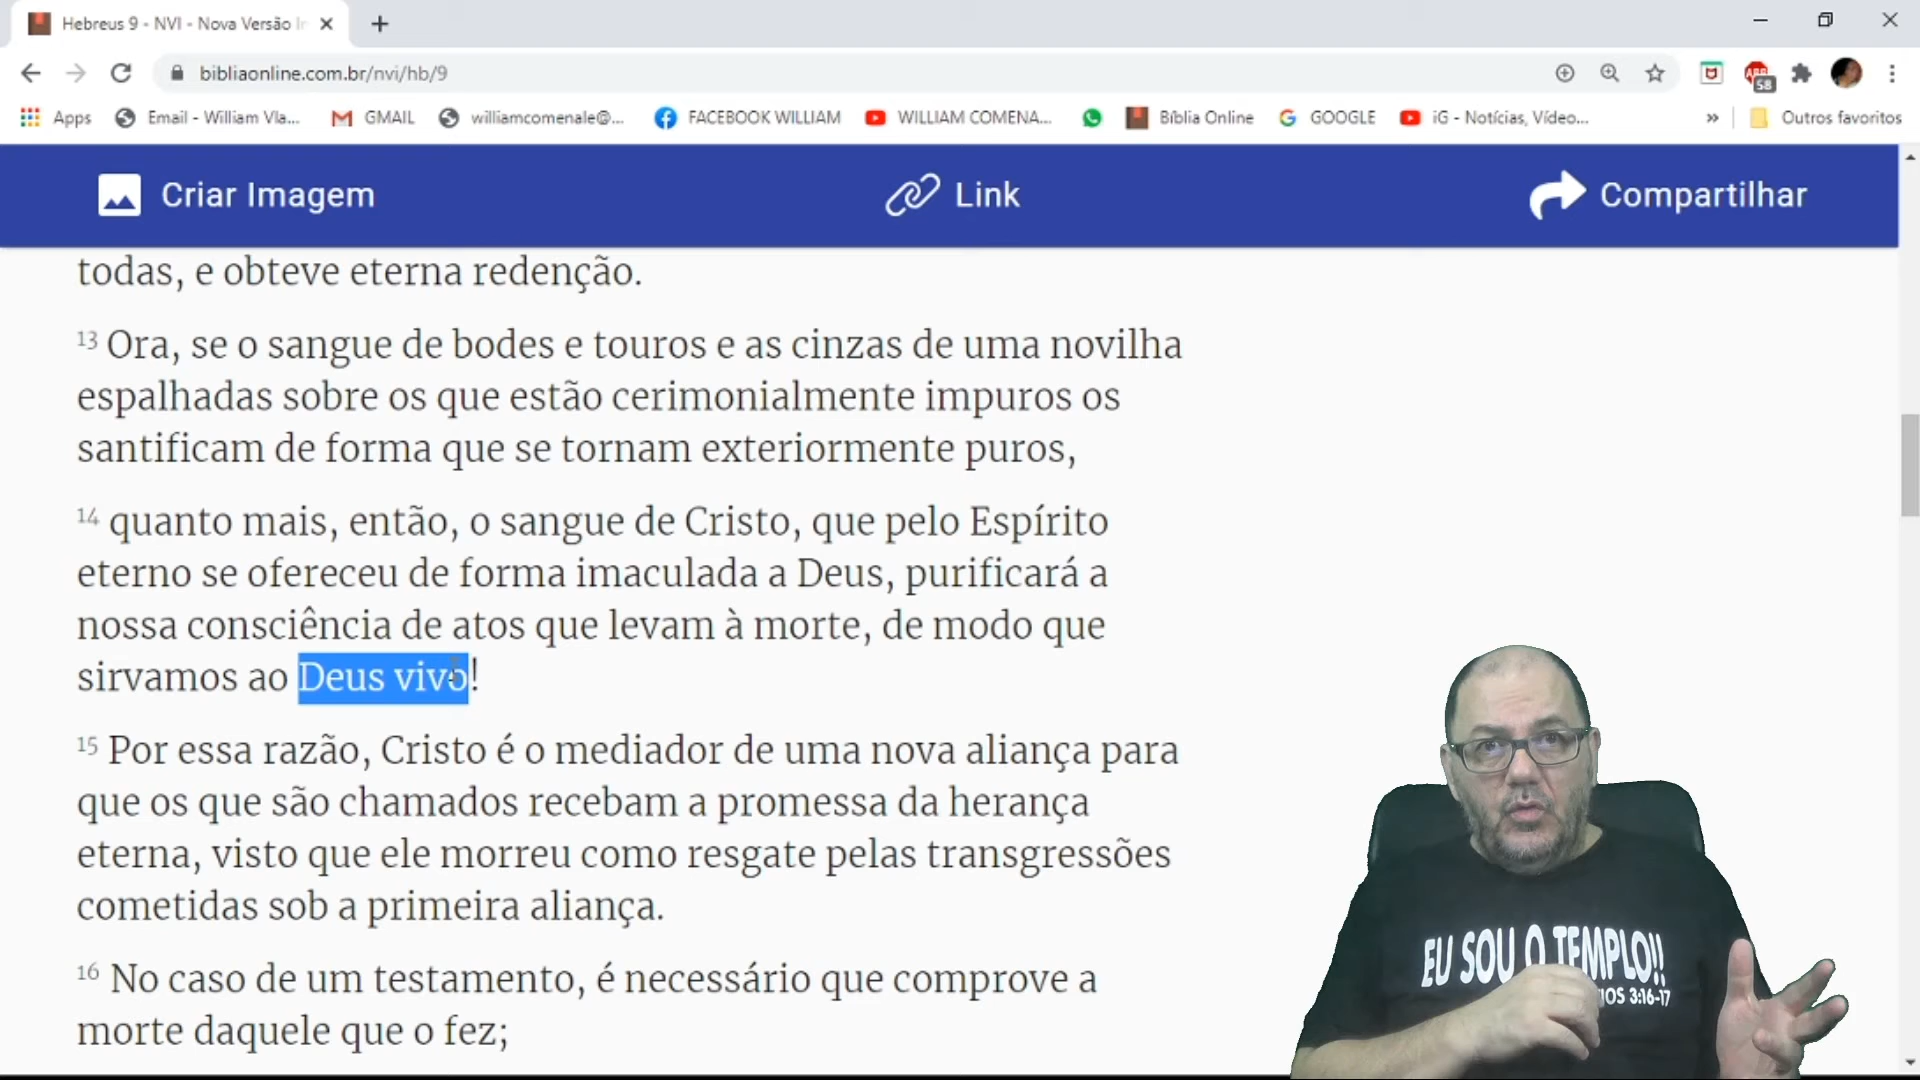 Hebreus 9 - NVI - Nova Versão In
bibliaonline.com.br/nvi/hb/9
58
Apps
Email - William Vla...
GMAIL
williamcomenale@...
FACEBOOK WILLIAM
WILLIAM COMENA...
Bíblia Online
GOOGLE
iG - Notícias, Vídeo...
»
Outros favoritos
Criar Imagem
Link
Compartilhar
todas, e obteve eterna redenção.
13 Ora, se o sangue de bodes e touros e as cinzas de uma novilha
espalhadas sobre os que estão cerimonialmente impuros os
santificam de forma que se tornam exteriormente puros,
14 quanto mais, então, o sangue de Cristo, que pelo Espírito
eterno se ofereceu de forma imaculada a Deus, purificará a
nossa consciência de atos que levam à morte, de modo que
sirvamos ao Deus vivo!
15 Por essa razão, Cristo é o mediador de uma nova aliança para
que os que são chamados recebam a promessa da herança
eterna, visto que ele morreu como resgate pelas transgressões
cometidas sob a primeira aliança.
16 No caso de um testamento, é necessário que comprove a
morte daquele que o fez;
EU SOU O TEMPLO!!
3:16-17